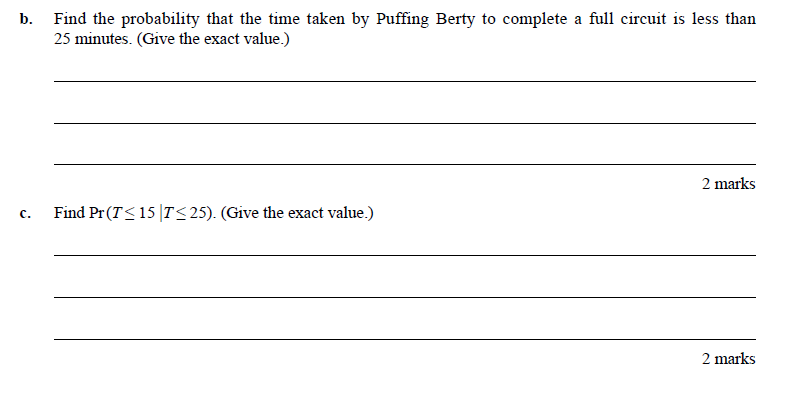 b. Find the probability that the time taken by Puffing Berty to complete a full circuit is less than
25 minutes. (Give the exact value.)
2 marks
c. Find Pr(T ≤ 15 |T ≤ 25). (Give the exact value.)
2 marks